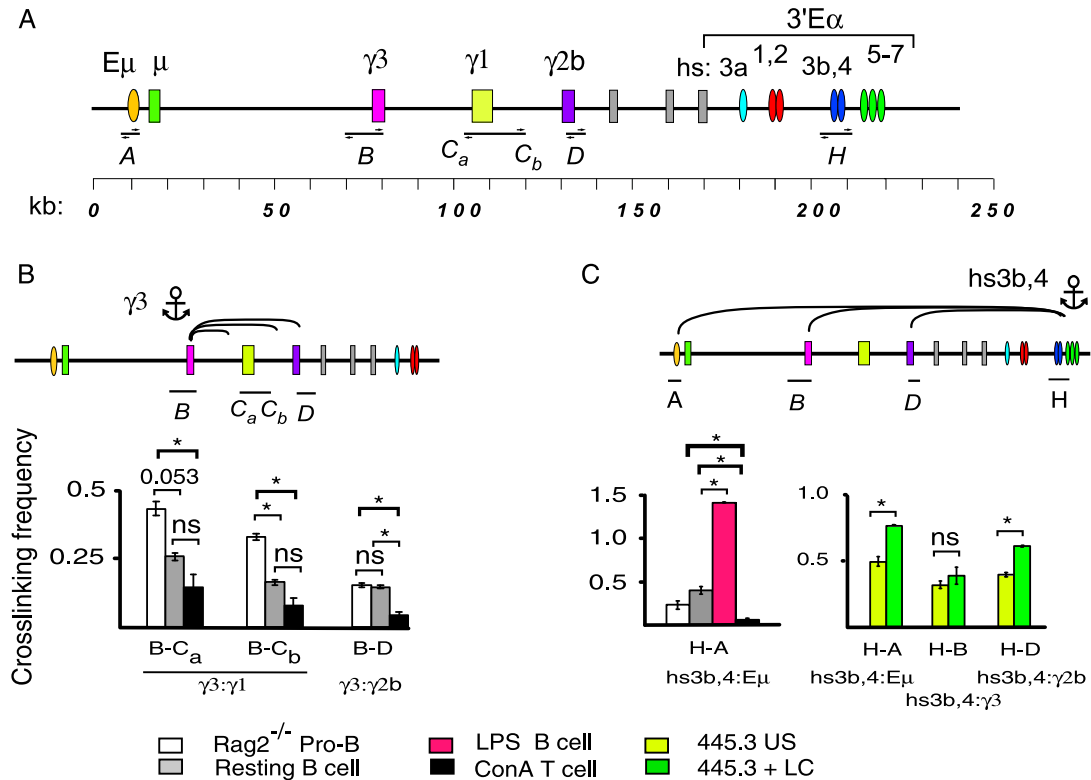 A
3'Eα
Eμ μ γ3 γ1 γ2b hs: 3a 1,2 3b,4 5-7
A B Ca Cb D H
kb: 0 50 100 150 200 250
B
γ3
B Ca Cb D
Crosslinking frequency
0.5
0.25
* 0.053 ns
* * ns
* ns *
B-Ca B-Cb B-D
γ3:γ1 γ3:γ2b
C
hs3b,4
A B D H
1.5
1.0
0.5
* * *
H-A
hs3b,4:Eμ
1.0
0.5
* ns *
H-A H-B H-D
hs3b,4:Eμ hs3b,4:γ2b
hs3b,4:γ3
Rag2-/- Pro-B LPS B cell 445.3 US
Resting B cell ConA T cell 445.3 + LC